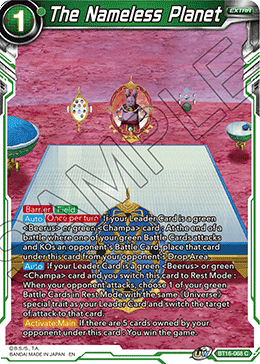 1 The Nameless Planet EXTRA
SAMPLE
Barrier Field
Auto Once per turn If your Leader Card is a green
<Beerus> or green <Champa> card : At the end of a
battle where one of your green Battle Cards attacks
and KOs an opponent's Battle Card, place that card
under this card from your opponent's Drop Area.
Auto If your Leader Card is a green <Beerus> or green
<Champa> card and you switch this card to Rest Mode :
When your opponent attacks, choose 1 of your green
Battle Cards in Rest Mode with the same 《Universe》
special trait as your Leader Card and switch the target
of attack to that card.
Activate:Main If there are 5 cards owned by your
opponent under this card : You win the game.
©B.S./S., T.A.
BANDAI MADE IN JAPAN EN
BT16-068 C